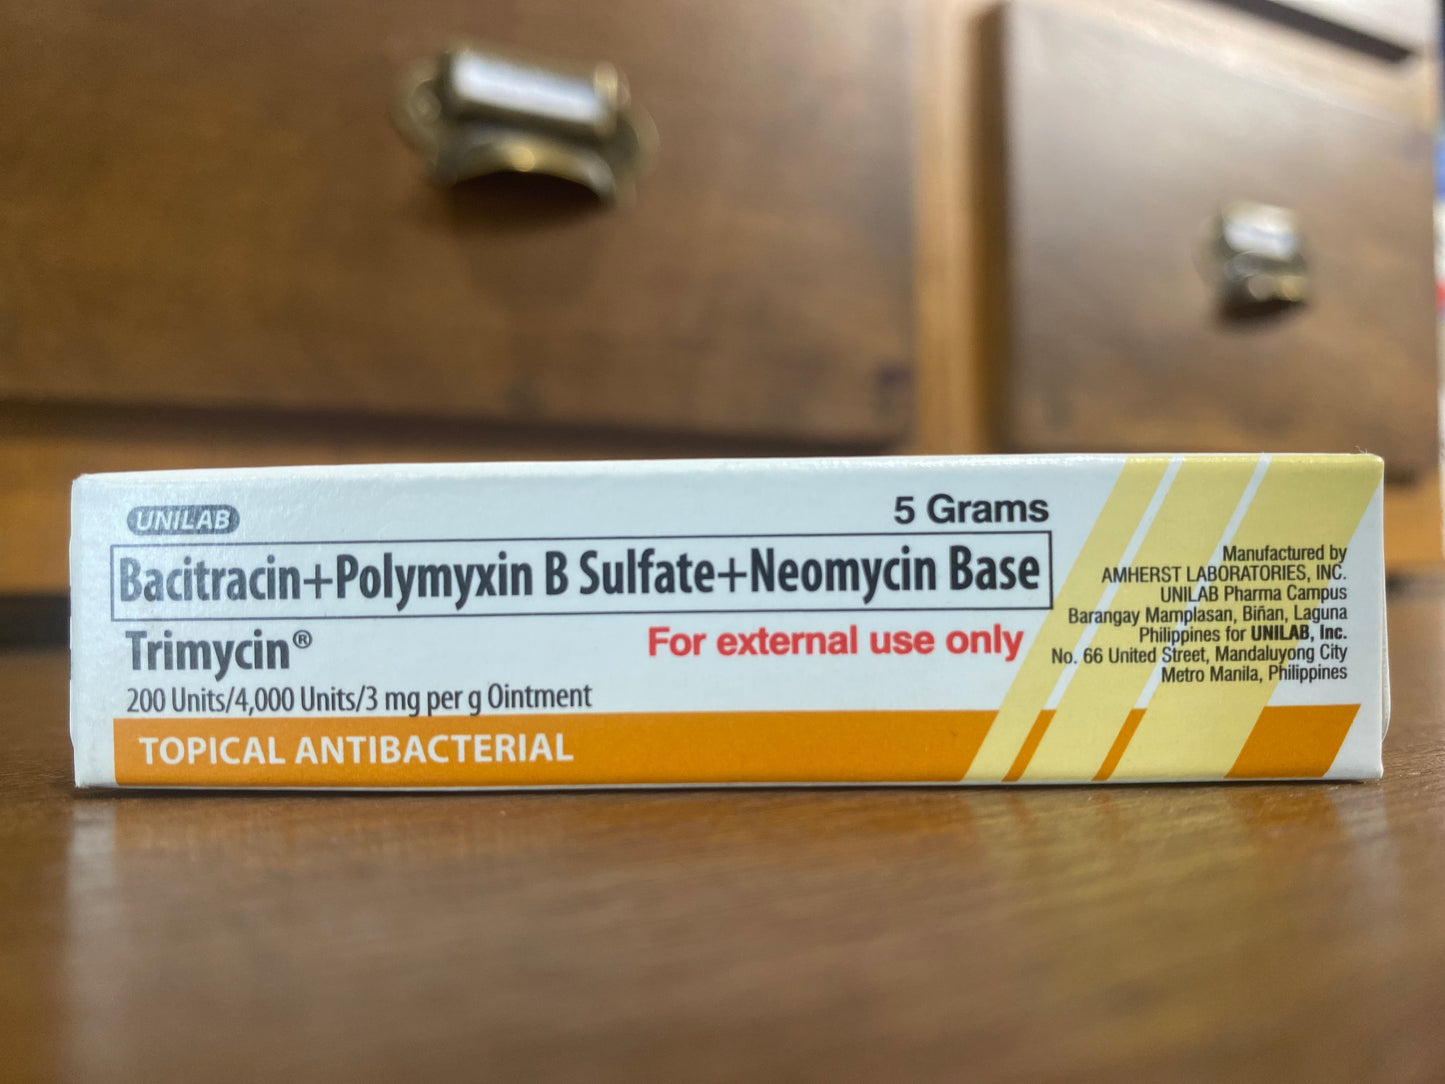 UNILAB
5 Grams
Bacitracin+Polymyxin B Sulfate+Neomycin Base
Trimycin®
For external use only
200 Units/4,000 Units/3 mg per g Ointment
TOPICAL ANTIBACTERIAL
Manufactured by
AMHERST LABORATORIES, INC.
UNILAB Pharma Campus
Barangay Mamplasan, Biñan, Laguna
Philippines for UNILAB, Inc.
No. 66 United Street, Mandaluyong City
Metro Manila, Philippines